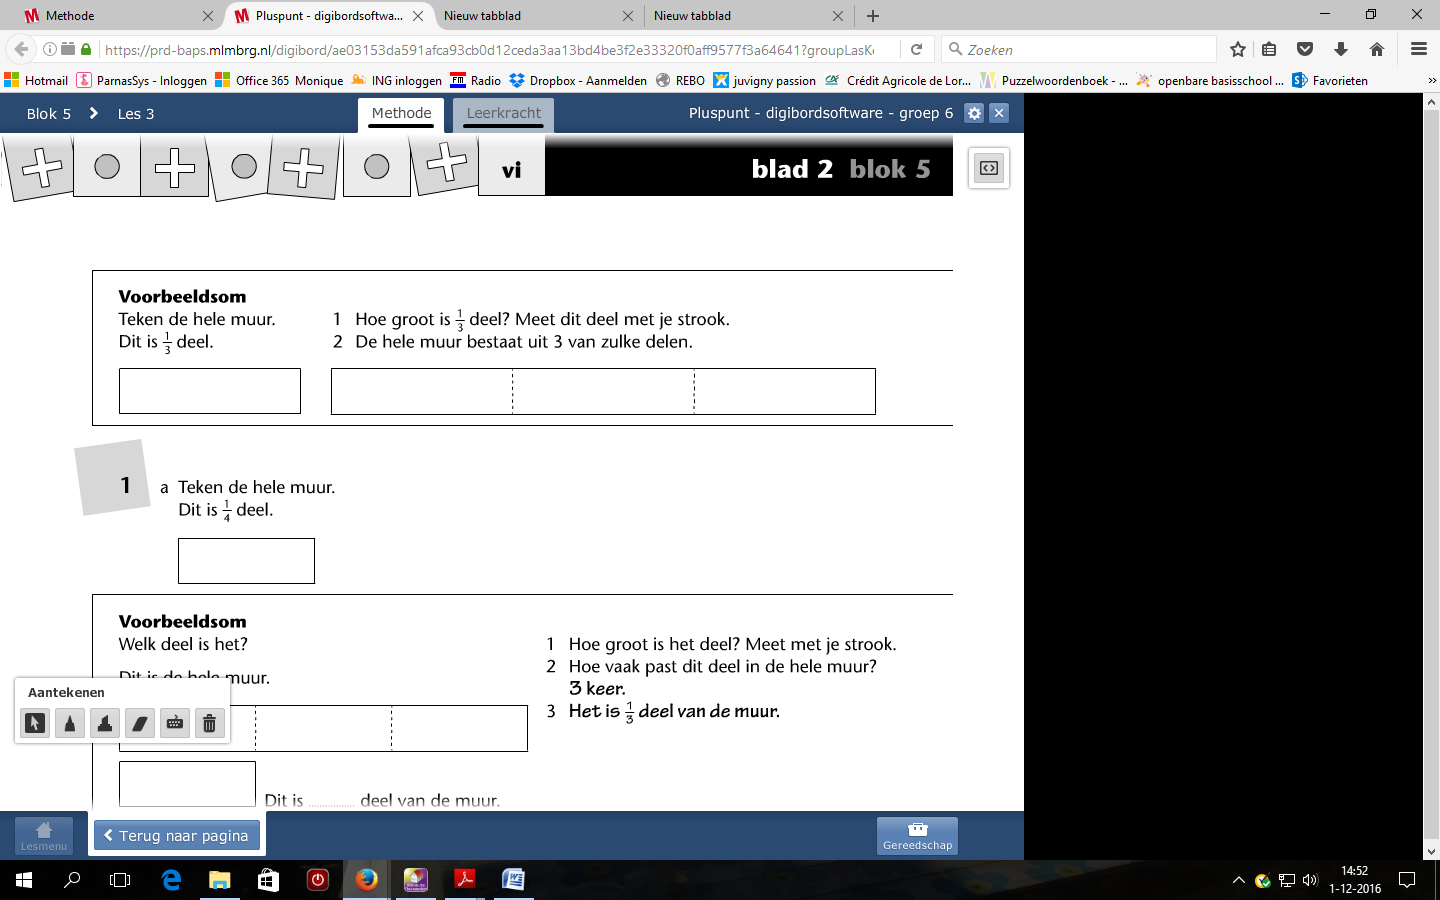 Methode
Pluspunt - digibordsoftwa...
Nieuw tabblad
Nieuw tabblad
https://prd-baps.mlmbrg.nl/digibord/ae03153da591afca93cb0d12ceda3aa13bd4be3f2e33320f0aff9577f3a64641?groupLasKe
Zoeken
Hotmail
ParnasSys - Inloggen
Office 365 Monique
ING inloggen
Radio
Dropbox - Aanmelden
REBO
juvigny passion
Crédit Agricole de Lor...
Puzzelwoordenboek - ...
openbare basisschool ...
Favorieten
Blok 5 > Les 3
Methode
Leerkracht
Pluspunt - digibordsoftware - groep 6
vi
blad 2 blok 5
Voorbeeldsom
Teken de hele muur.
Dit is 1/3 deel.
1 Hoe groot is 1/3 deel? Meet dit deel met je strook.
2 De hele muur bestaat uit 3 van zulke delen.
1 a Teken de hele muur.
Dit is 1/4 deel.
Voorbeeldsom
Welk deel is het?
Dit is de hele muur.
1 Hoe groot is het deel? Meet met je strook.
2 Hoe vaak past dit deel in de hele muur?
3 keer.
3 Het is 1/3 deel van de muur.
Aantekenen
Dit is ............... deel van de muur.
Lesmenu
Terug naar pagina
Gereedschap
14:52
1-12-2016